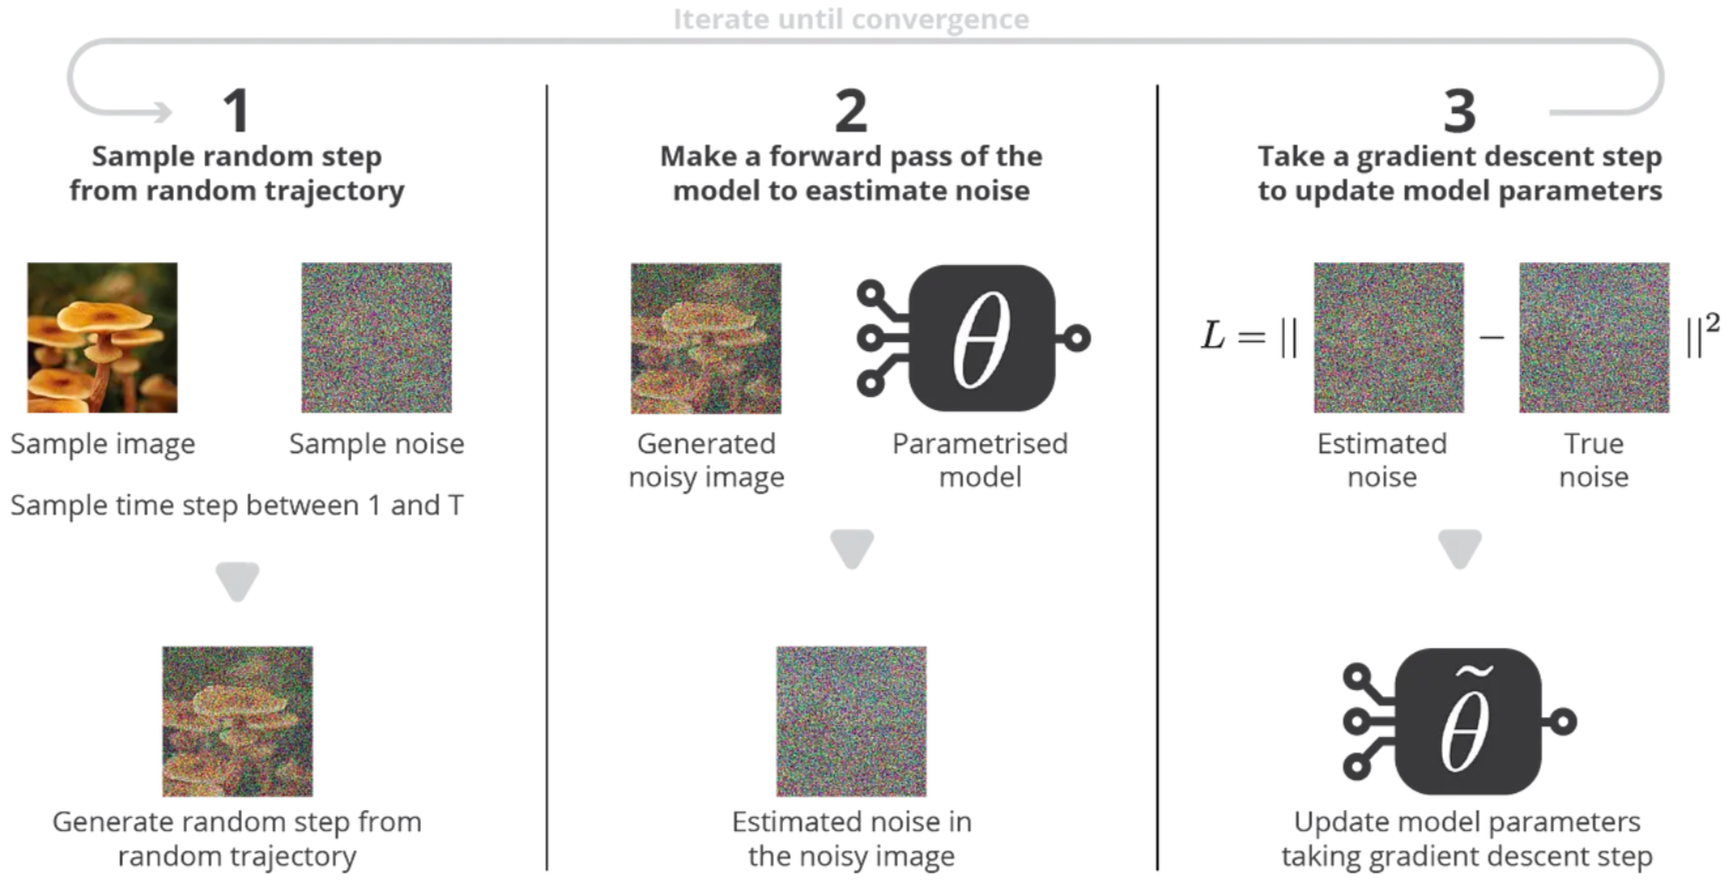 Iterate until convergence
1
Sample random step
from random trajectory
Sample image
Sample noise
Sample time step between 1 and T
Generate random step from
random trajectory
2
Make a forward pass of the
model to eastimate noise
Generated
noisy image
θ
Parametrised
model
Estimated noise in
the noisy image
3
Take a gradient descent step
to update model parameters
L = || − ||²
Estimated
noise
True
noise
θ̃
Update model parameters
taking gradient descent step